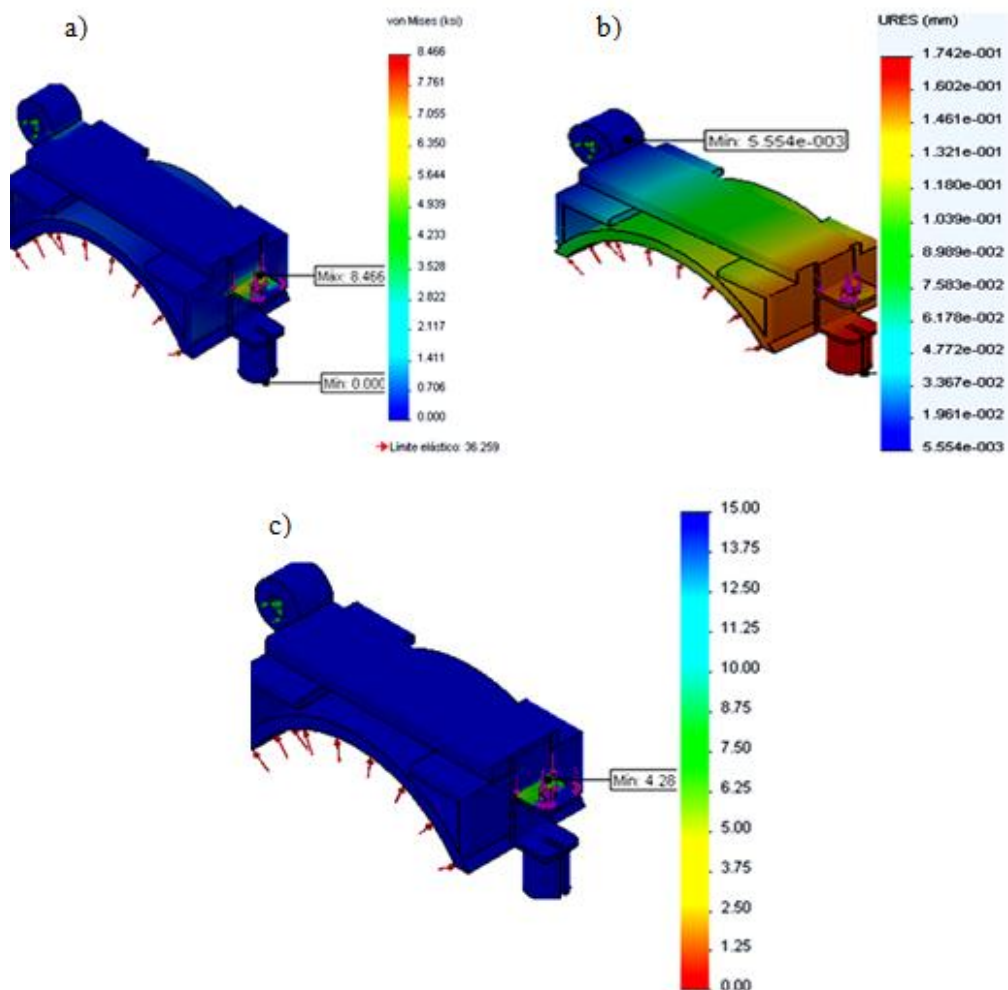 a)
von Mises (ksi)
8.466
7.761
7.055
6.350
5.644
4.939
4.233
3.528
2.822
2.117
1.411
0.706
0.000
Máx: 8.466
Mín: 0.000
Límite elástico: 36.259
b)
URES (mm)
1.742e-001
1.602e-001
1.461e-001
1.321e-001
1.180e-001
1.039e-001
8.989e-002
7.583e-002
6.178e-002
4.772e-002
3.367e-002
1.961e-002
5.554e-003
Mín: 5.554e-003
c)
15.00
13.75
12.50
11.25
10.00
8.75
7.50
6.25
5.00
3.75
2.50
1.25
0.00
Mín: 4.28